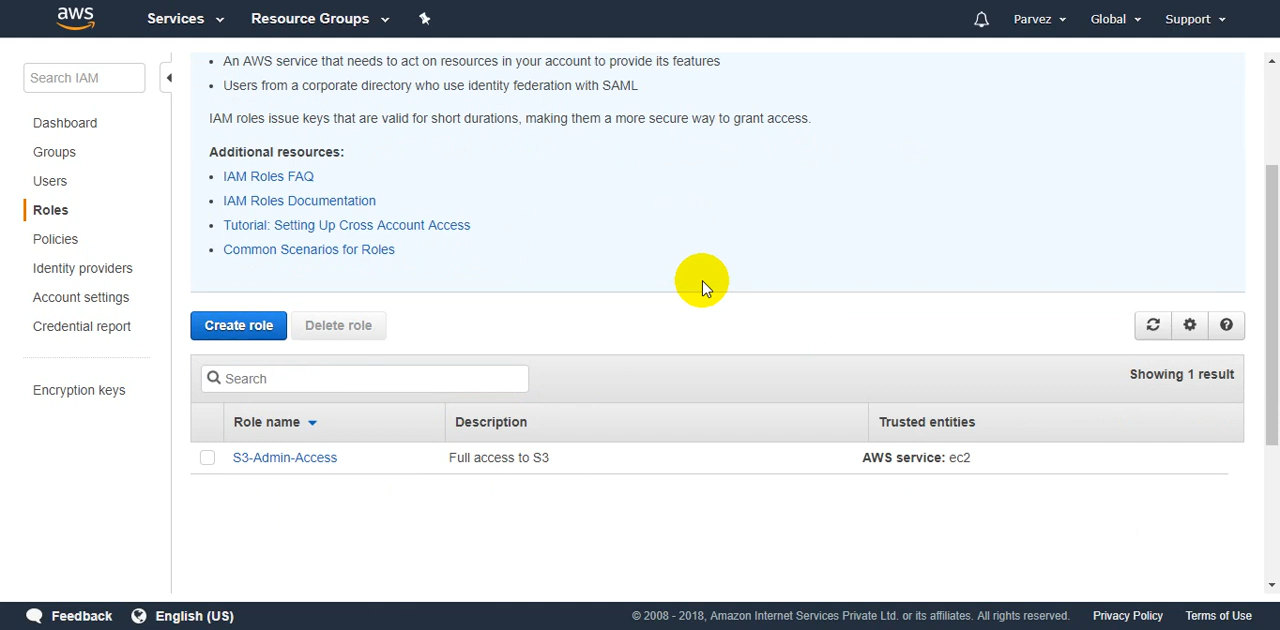 aws Services Resource Groups Parvez Global Support
Search IAM
Dashboard
Groups
Users
Roles
Policies
Identity providers
Account settings
Credential report
Encryption keys
An AWS service that needs to act on resources in your account to provide its features
Users from a corporate directory who use identity federation with SAML
IAM roles issue keys that are valid for short durations, making them a more secure way to grant access.
Additional resources:
IAM Roles FAQ
IAM Roles Documentation
Tutorial: Setting Up Cross Account Access
Common Scenarios for Roles
Create role Delete role
Search Showing 1 result
Role name Description Trusted entities
S3-Admin-Access Full access to S3 AWS service: ec2
Feedback English (US) © 2008 - 2018, Amazon Internet Services Private Ltd. or its affiliates. All rights reserved. Privacy Policy Terms of Use